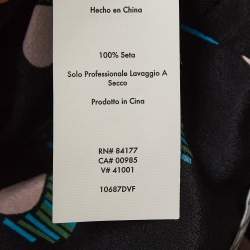 Hecho en China
100% Seta
Solo Professionale Lavaggio A
Secco
Prodotto in Cina
RN# 84177
CA# 00985
V# 41001
10687DVF